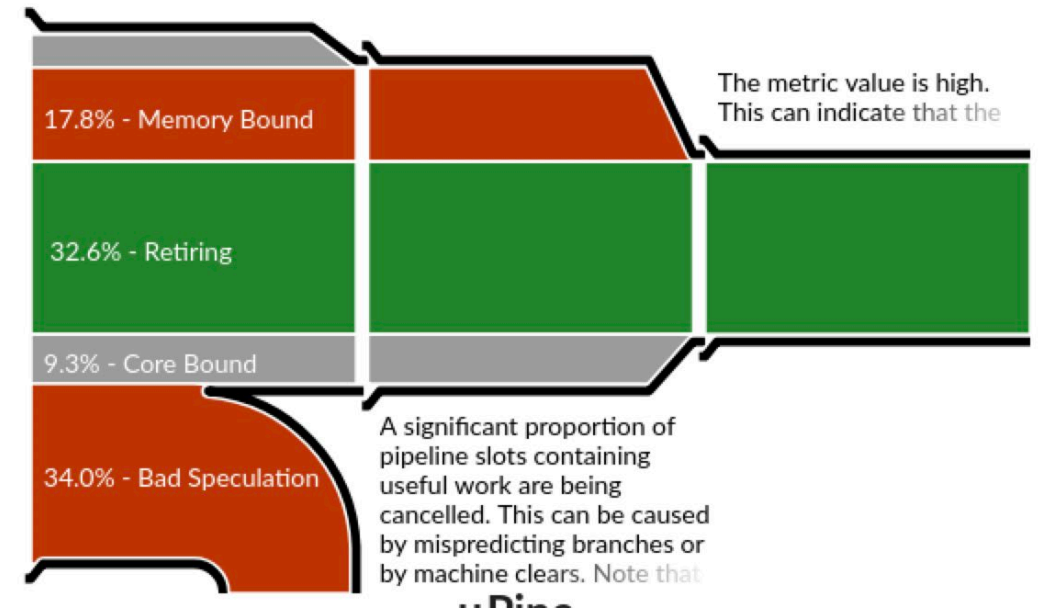 The metric value is high.
This can indicate that the
17.8% - Memory Bound
32.6% - Retiring
9.3% - Core Bound
34.0% - Bad Speculation
A significant proportion of
pipeline slots containing
useful work are being
cancelled. This can be caused
by mispredicting branches or
by machine clears. Note that
µPipe